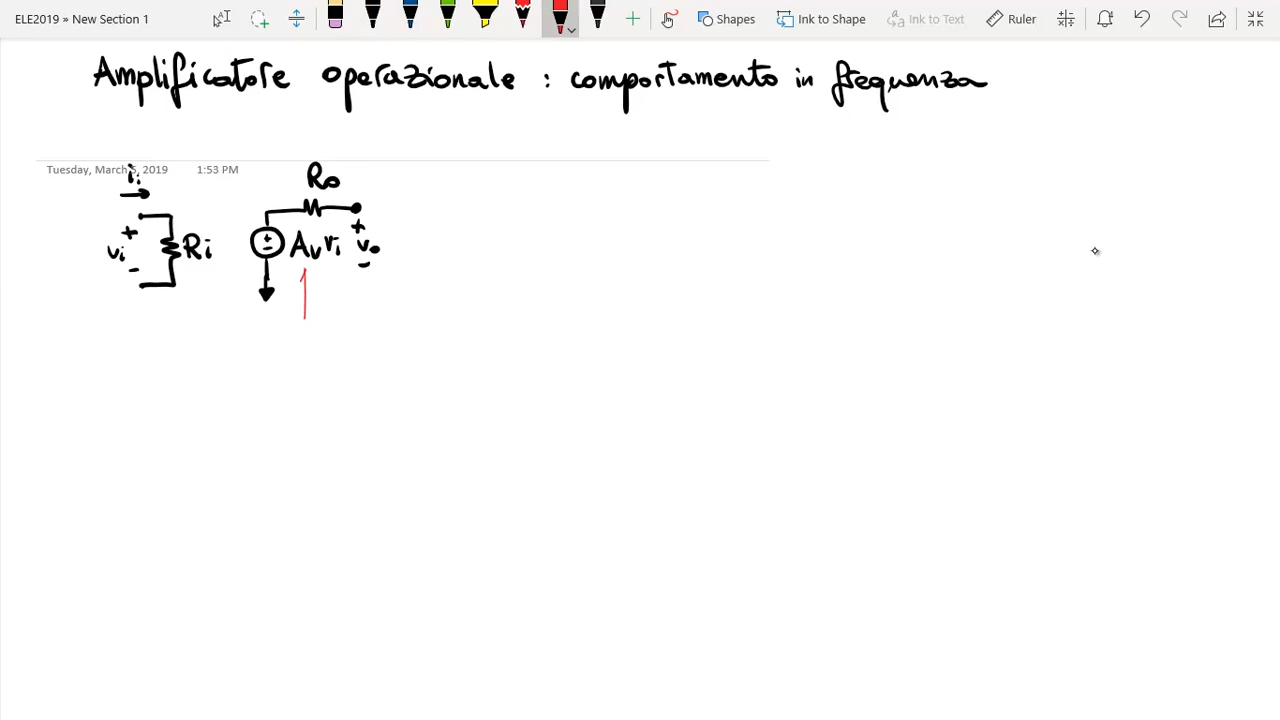 ELE2019 » New Section 1
Shapes
Ink to Shape
Ink to Text
Ruler
Amplificatore operazionale : comportamento in frequenza
Tuesday, March 5, 2019 1:53 PM
ii
Ro
+
vi
-
Ri
+
-
Avvi
+
vo
-